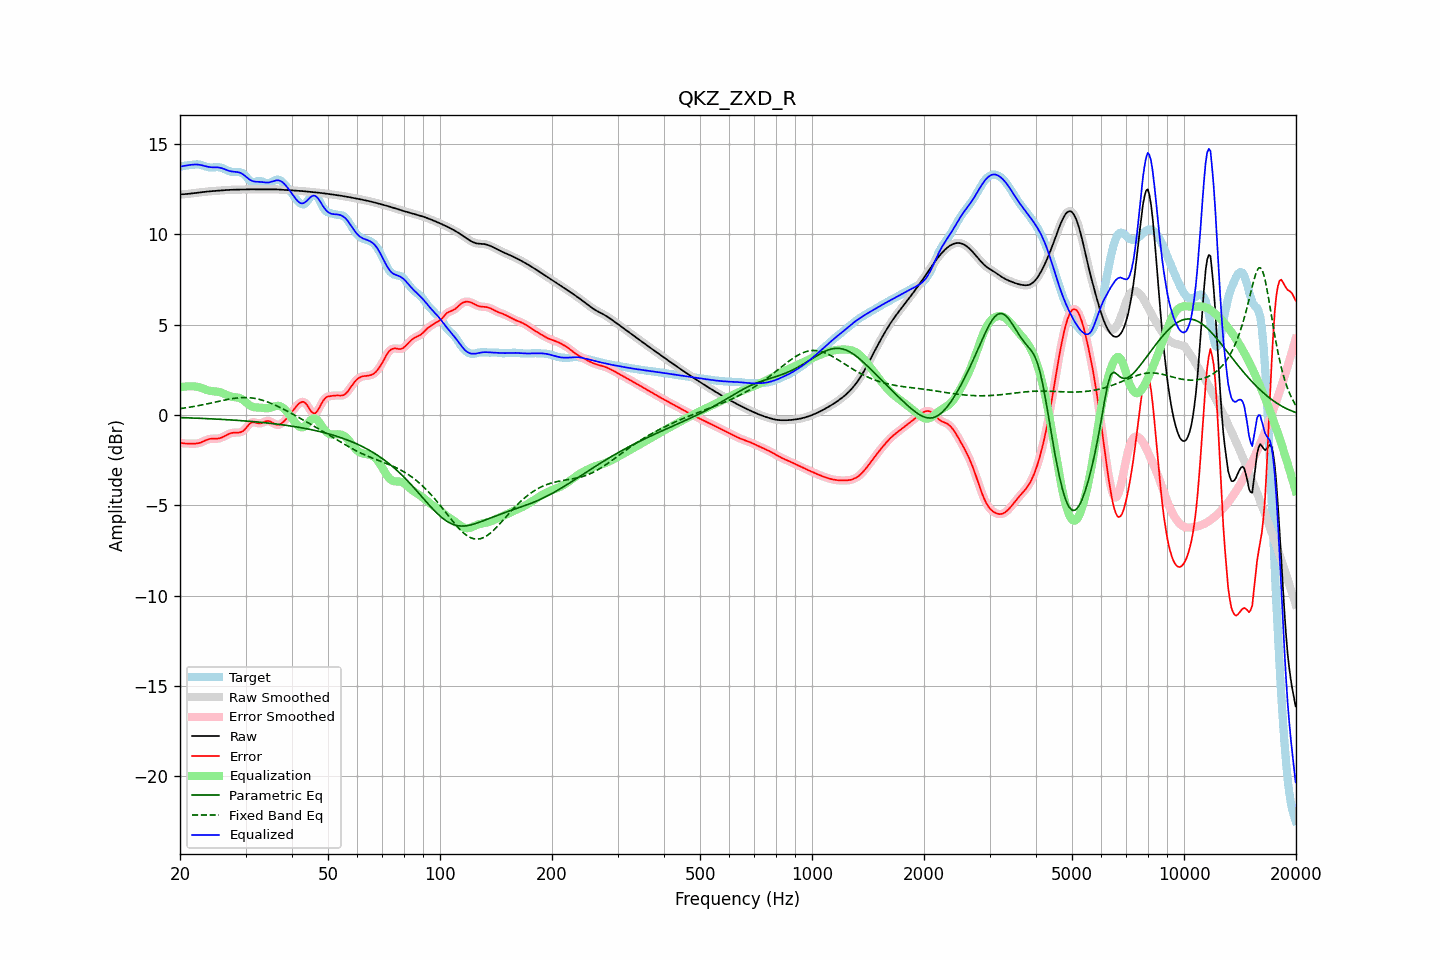 QKZ_ZXD_R
Amplitude (dBr)
15
10
5
0
−5
−10
−15
−20
Target
Raw Smoothed
Error Smoothed
Raw
Error
Equalization
Parametric Eq
Fixed Band Eq
Equalized
20
50
100
200
500
1000
2000
5000
10000
20000
Frequency (Hz)